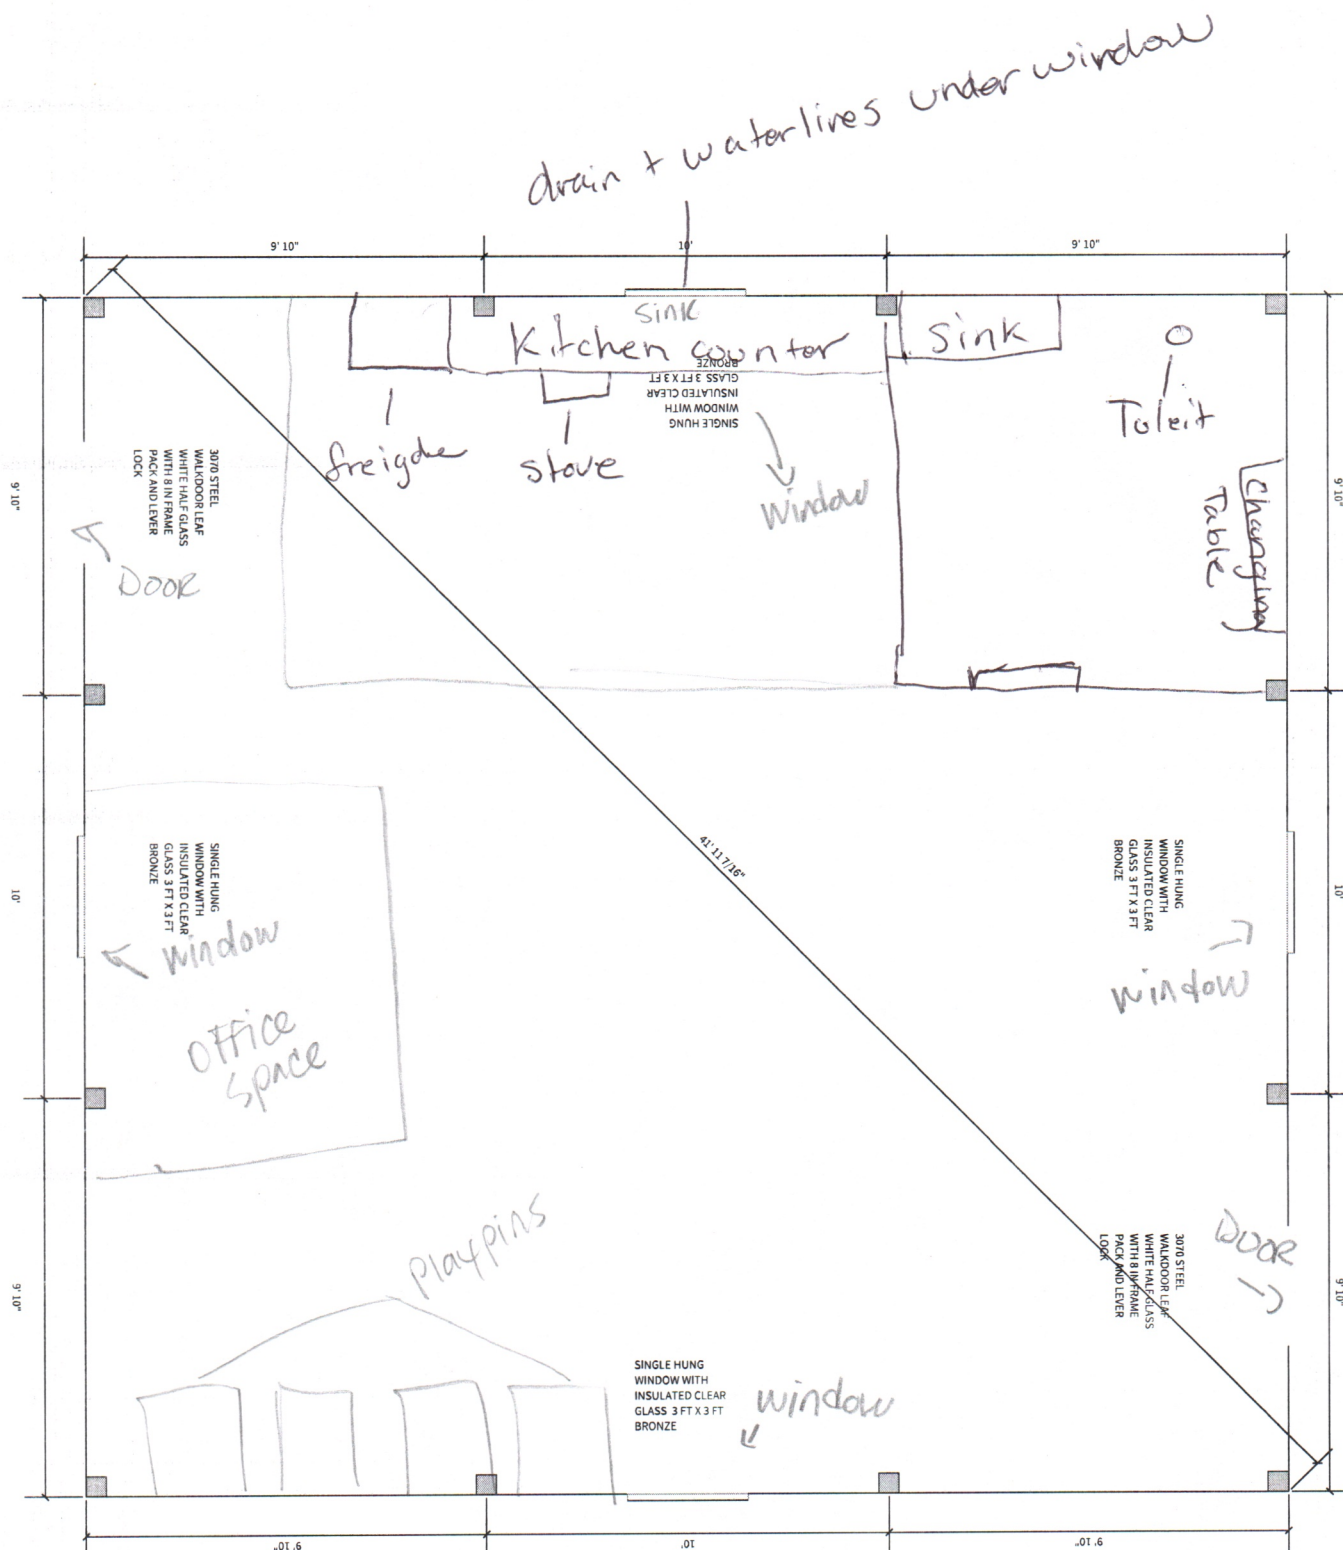 drain + waterlines under window
9' 10"
10'
9' 10"
sink
Kitchen counter
sink
SINGLE HUNG
WINDOW WITH
INSULATED CLEAR
GLASS 3 FT X 3 FT
BRONZE
Toleit
freigde
stove
window
Changing
Table
3070 STEEL
WALKDOOR LEAF
WHITE HALF GLASS
WITH 8 IN FRAME
PACK AND LEVER
LOCK
DOOR
9' 10"
9' 10"
SINGLE HUNG
WINDOW WITH
INSULATED CLEAR
GLASS 3 FT X 3 FT
BRONZE
window
office
space
10'
41' 11 7/16"
SINGLE HUNG
WINDOW WITH
INSULATED CLEAR
GLASS 3 FT X 3 FT
BRONZE
window
10'
playpins
3070 STEEL
WALKDOOR LEAF
WHITE HALF GLASS
WITH 8 IN FRAME
PACK AND LEVER
LOCK
DOOR
9' 10"
9' 10"
SINGLE HUNG
WINDOW WITH
INSULATED CLEAR
GLASS 3 FT X 3 FT
BRONZE
window
9' 10"
10'
9' 10"